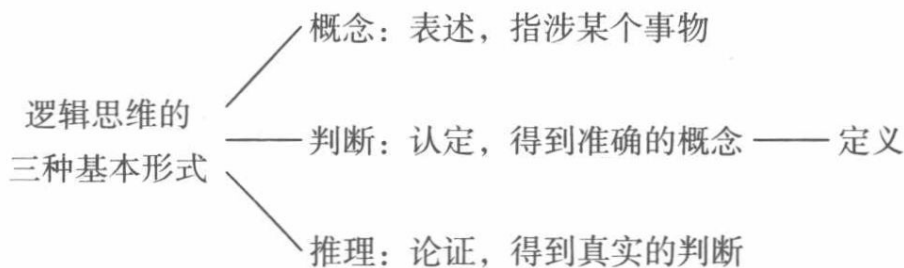 概念：表述，指涉某个事物
逻辑思维的
三种基本形式
判断：认定，得到准确的概念 —— 定义
推理：论证，得到真实的判断